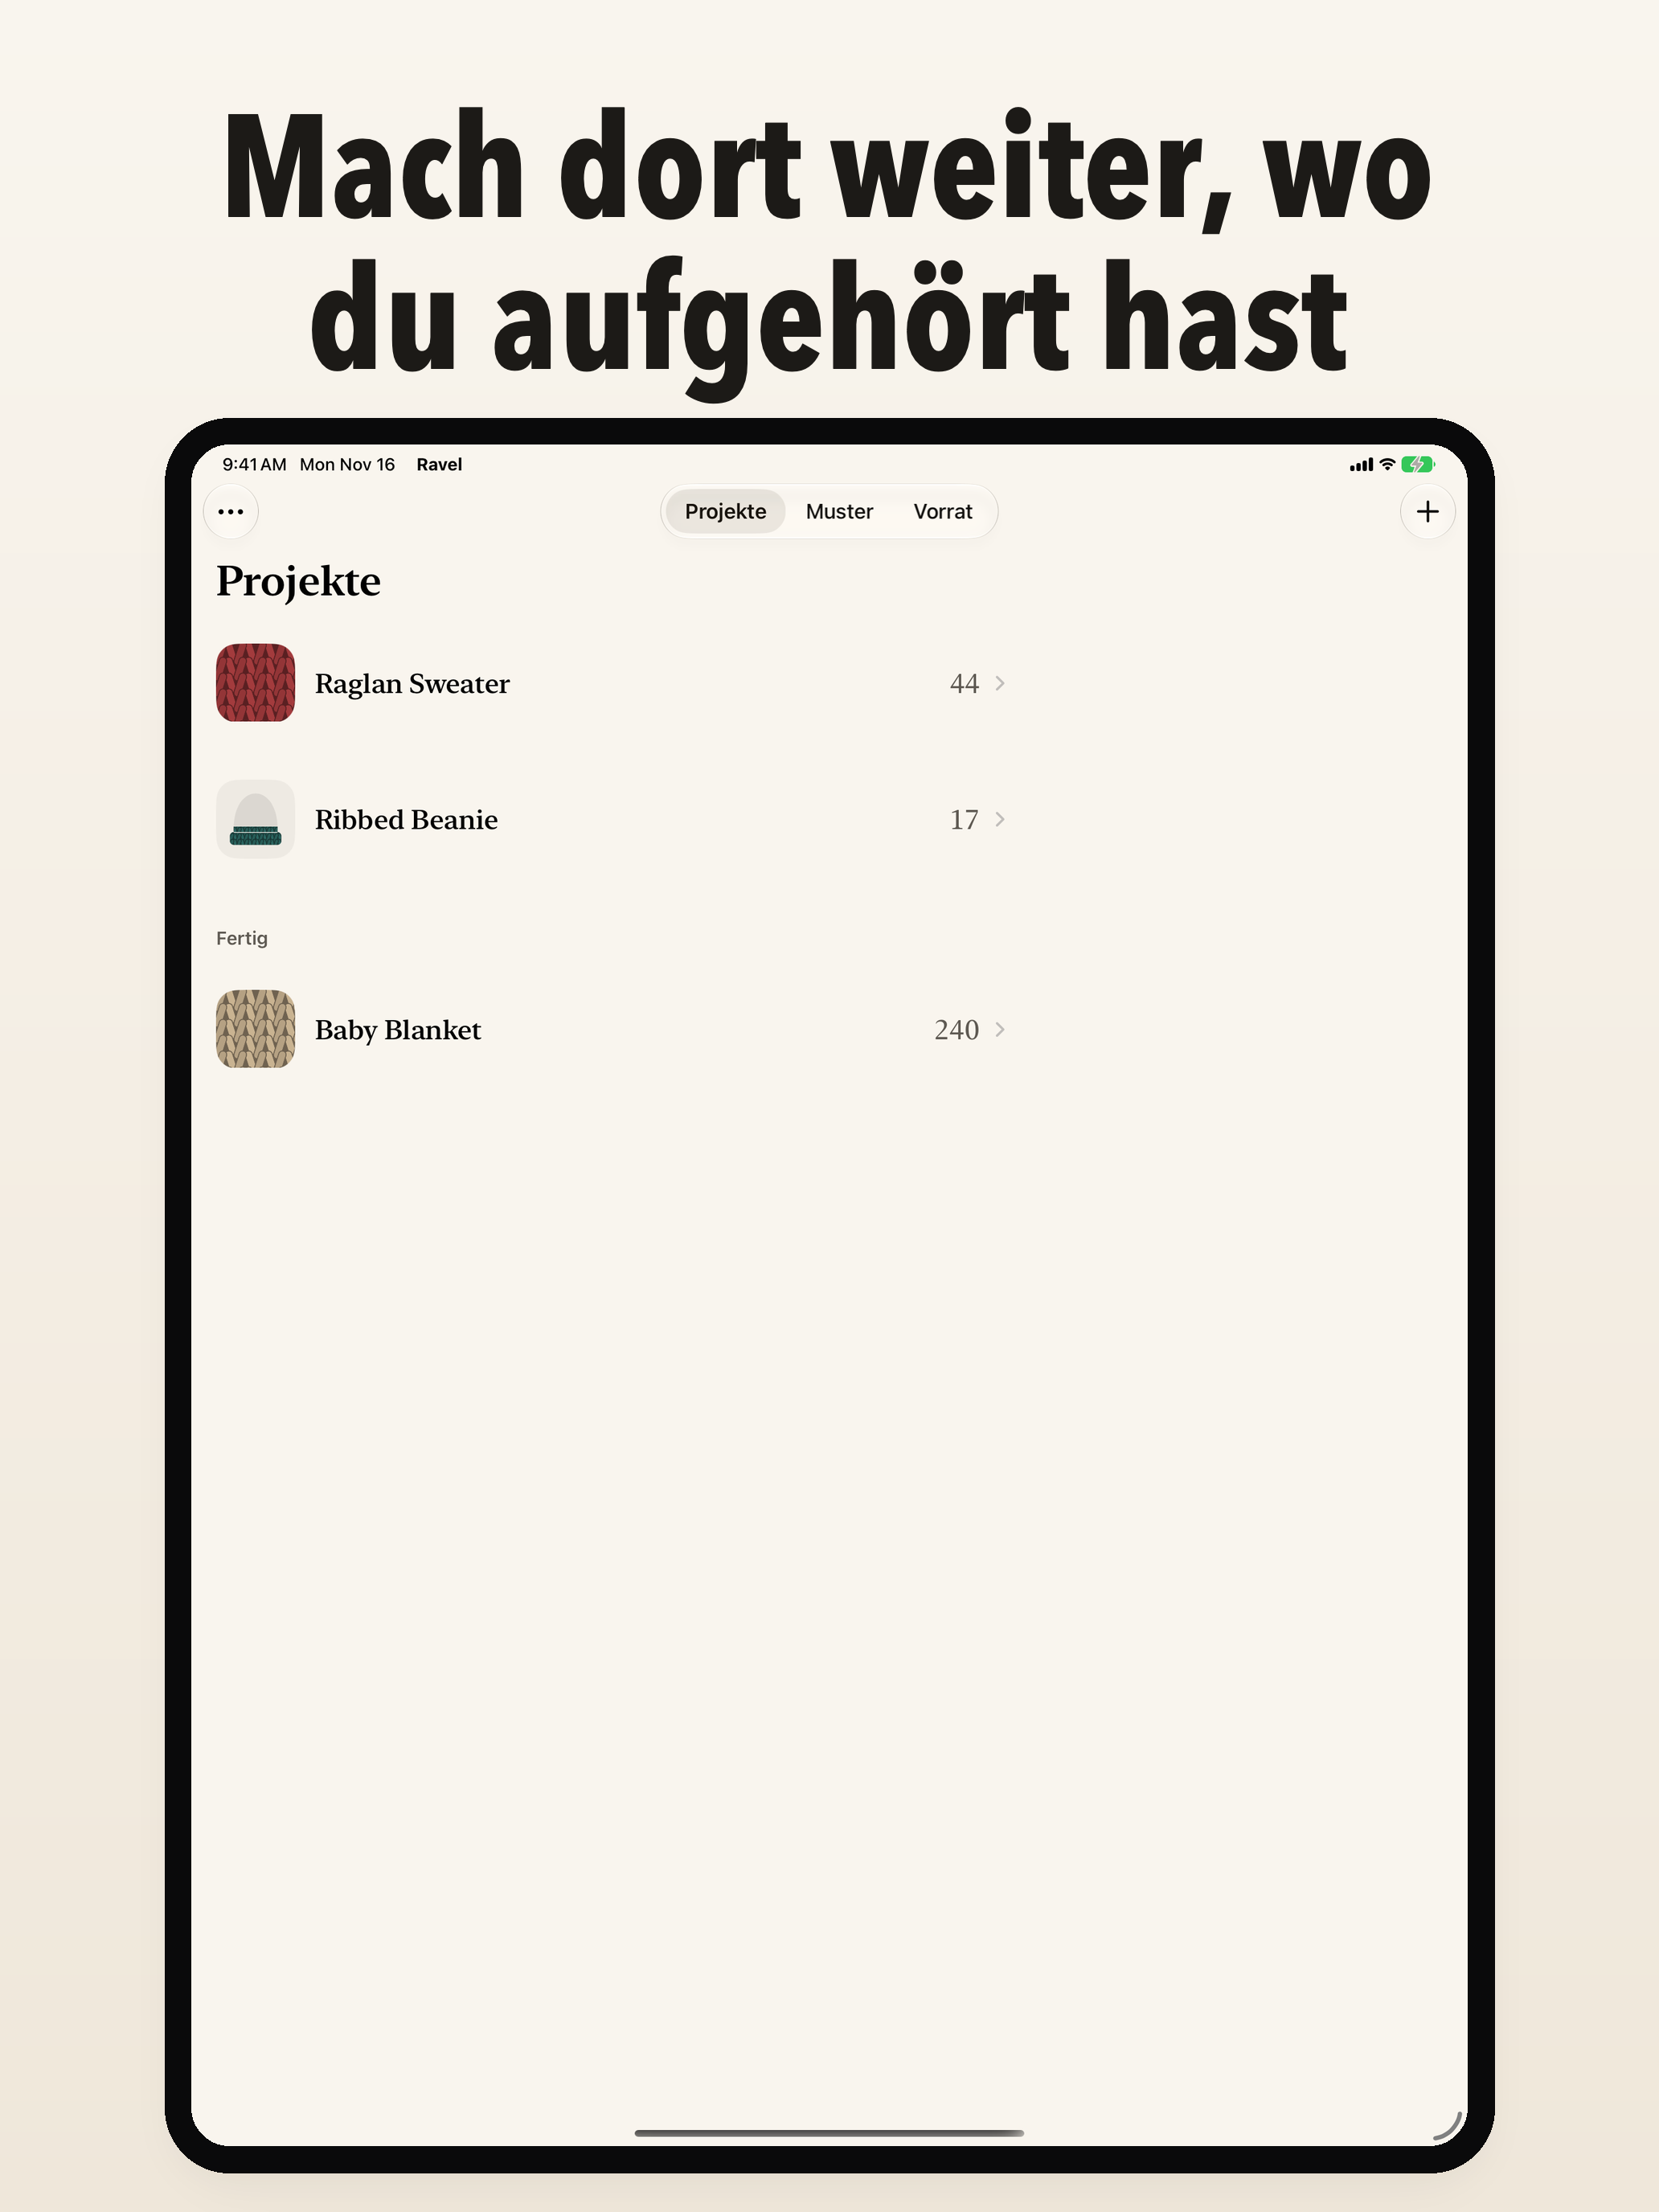 Mach dort weiter, wo
du aufgehört hast
9:41 AM Mon Nov 16 Ravel
Projekte Muster Vorrat
Projekte
Raglan Sweater 44
Ribbed Beanie 17
Fertig
Baby Blanket 240